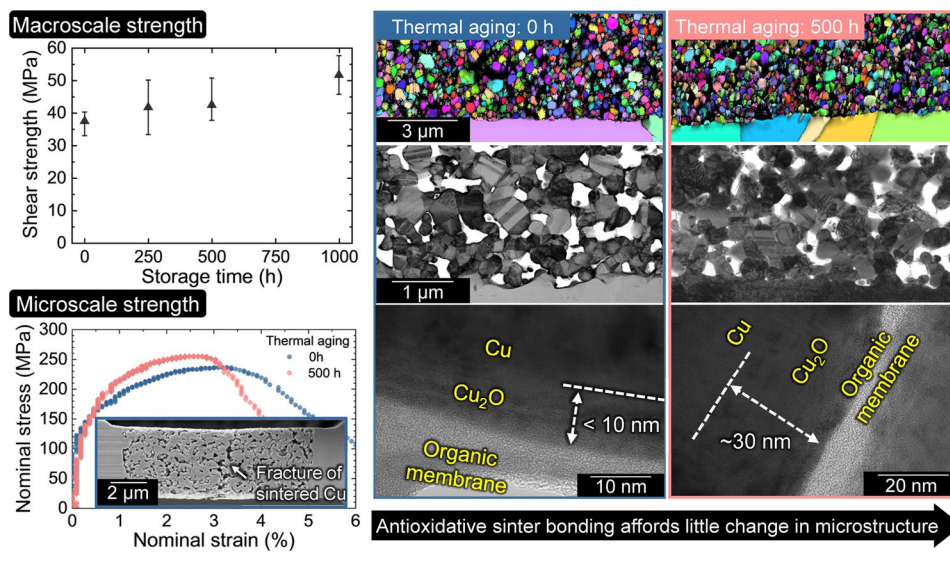 Macroscale strength
Shear strength (MPa)
60
50
40
30
20
10
0
0
250
500
750
1000
Storage time (h)
Microscale strength
Nominal stress (MPa)
300
250
200
150
100
50
0
Thermal aging
0h
500 h
Fracture of
sintered Cu
2 µm
0
1
2
3
4
5
6
Nominal strain (%)
Thermal aging: 0 h
3 µm
1 µm
Cu
Cu₂O
< 10 nm
Organic
membrane
10 nm
Thermal aging: 500 h
Cu
Cu₂O
Organic
membrane
~30 nm
20 nm
Antioxidative sinter bonding affords little change in microstructure